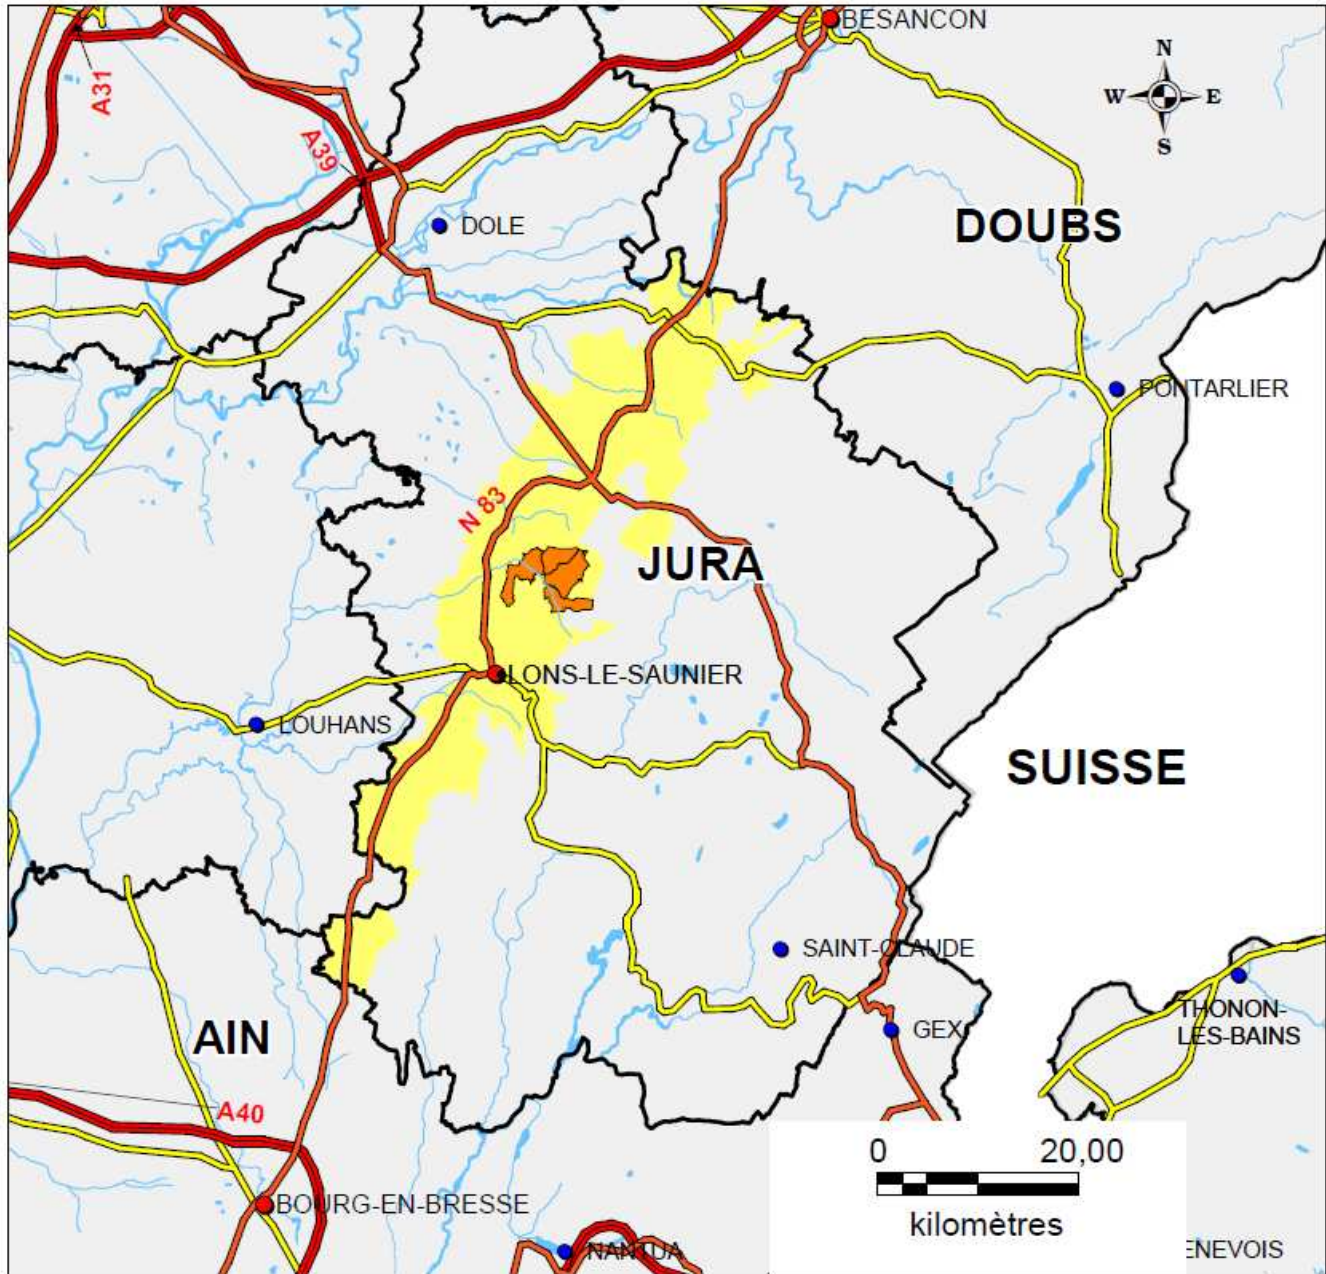 BESANCON
N
W E
S
A31
A39
DOLE
DOUBS
PONTARLIER
N 83
JURA
LONS-LE-SAUNIER
LOUHANS
SUISSE
SAINT-CLAUDE
THONON-
LES-BAINS
GEX
AIN
A40
0 20,00
kilomètres
BOURG-EN-BRESSE
NANTUA
ENEVOIS